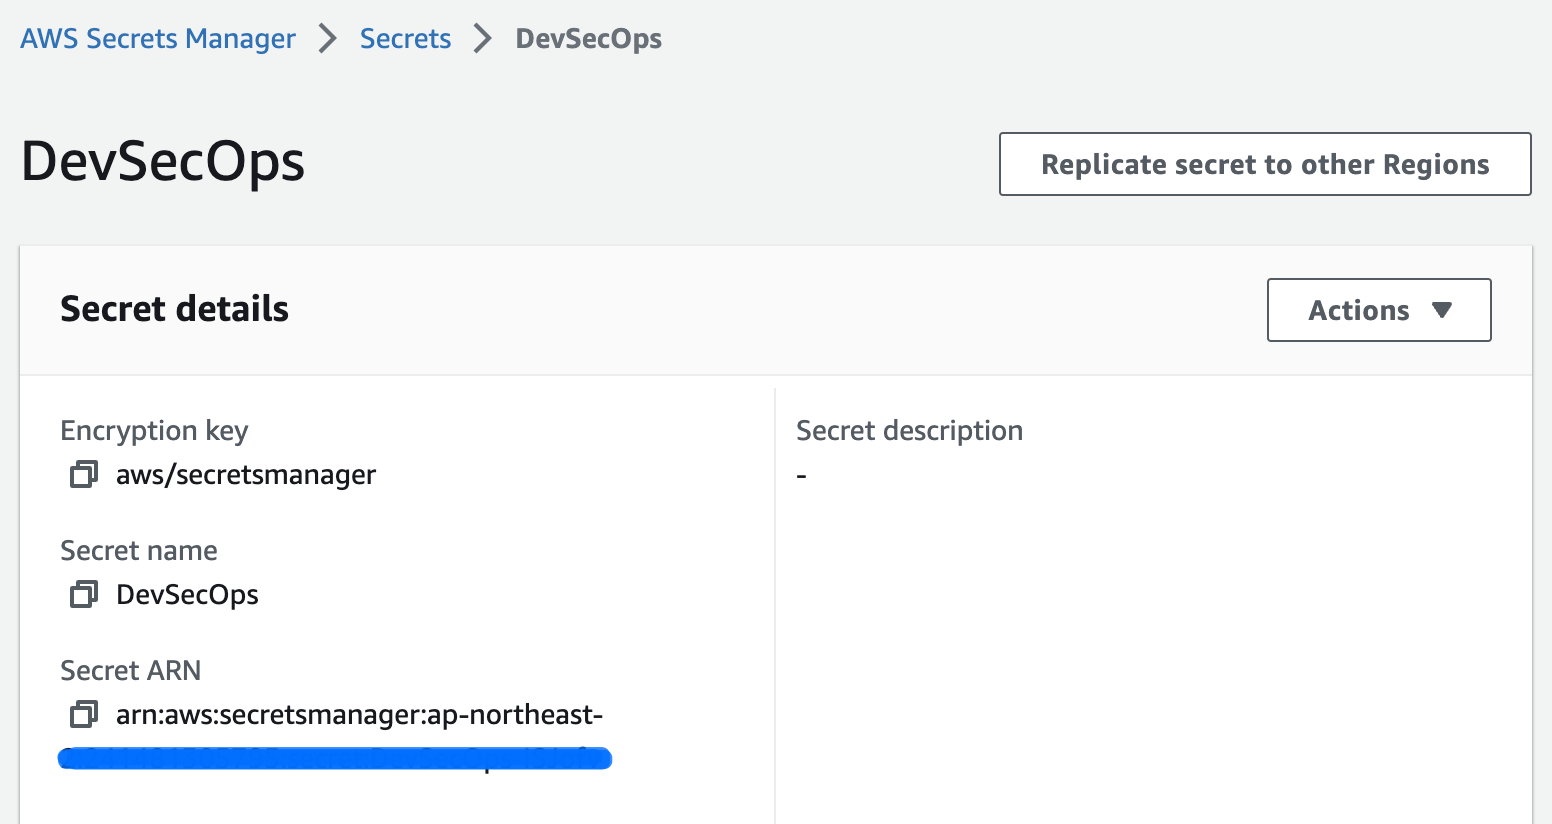 AWS Secrets Manager > Secrets > DevSecOps
DevSecOps
Replicate secret to other Regions
Secret details
Actions
Encryption key
aws/secretsmanager
Secret description
-
Secret name
DevSecOps
Secret ARN
arn:aws:secretsmanager:ap-northeast-